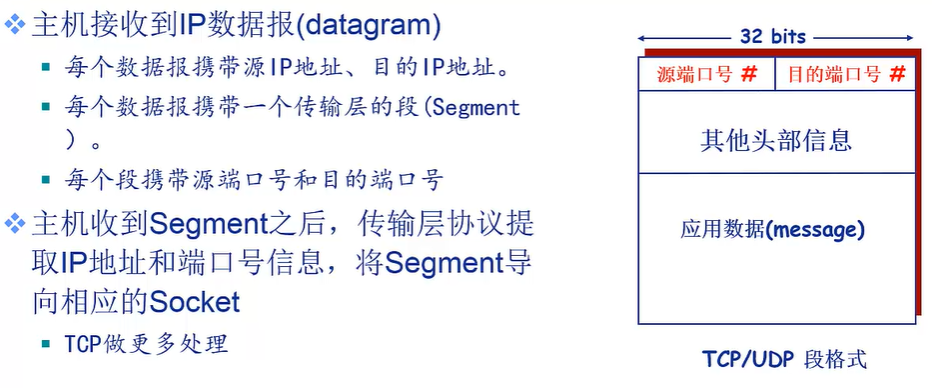 主机接收到IP数据报(datagram)
每个数据报携带源IP地址、目的IP地址。
每个数据报携带一个传输层的段(Segment
）。
每个段携带源端口号和目的端口号
主机收到Segment之后，传输层协议提
取IP地址和端口号信息，将Segment导
向相应的Socket
TCP做更多处理
32 bits
源端口号 # 目的端口号 #
其他头部信息
应用数据(message)
TCP/UDP 段格式